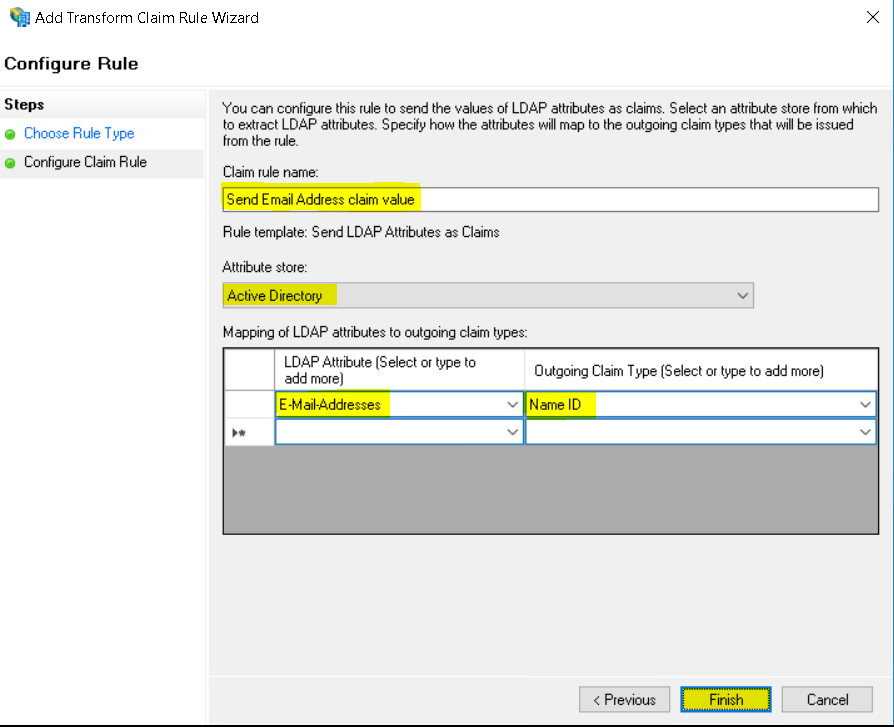 Add Transform Claim Rule Wizard
Configure Rule
Steps
Choose Rule Type
Configure Claim Rule
You can configure this rule to send the values of LDAP attributes as claims. Select an attribute store from which
to extract LDAP attributes. Specify how the attributes will map to the outgoing claim types that will be issued
from the rule.
Claim rule name:
Send Email Address claim value
Rule template: Send LDAP Attributes as Claims
Attribute store:
Active Directory
Mapping of LDAP attributes to outgoing claim types:
LDAP Attribute (Select or type to
add more)
Outgoing Claim Type (Select or type to add more)
E-Mail-Addresses
Name ID
< Previous
Finish
Cancel